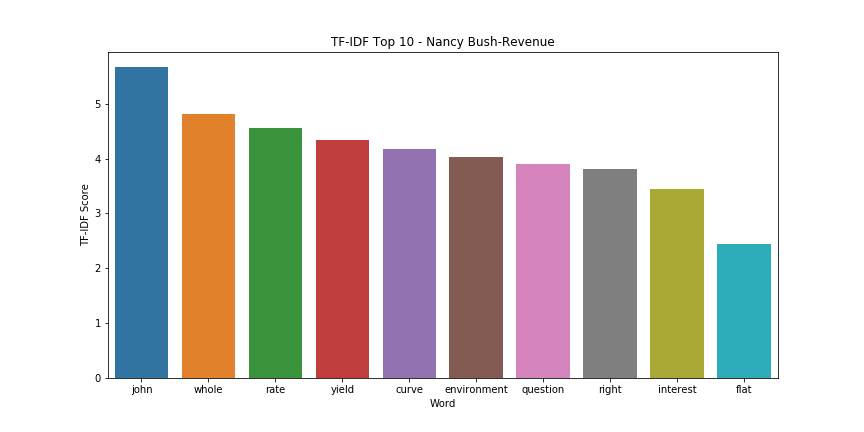 TF-IDF Top 10 - Nancy Bush-Revenue
TF-IDF Score
5
4
3
2
1
0
john whole rate yield curve environment question right interest flat
Word